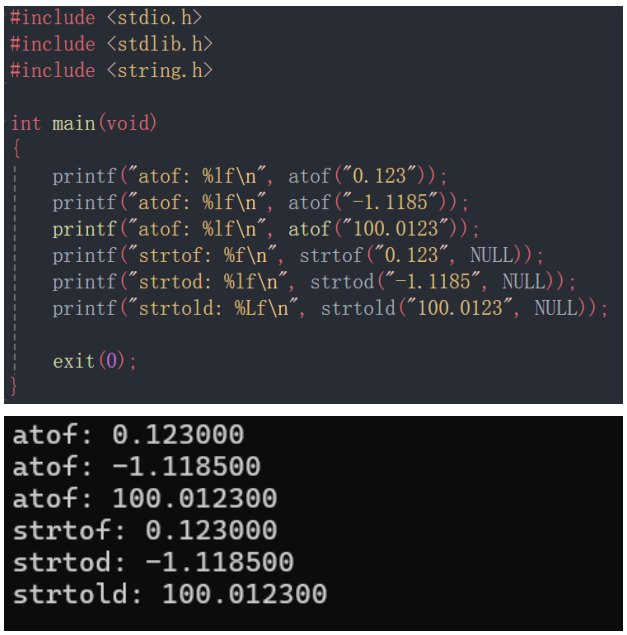 #include <stdio.h>
#include <stdlib.h>
#include <string.h>
int main(void)
{
printf("atof: %lf\n", atof("0.123"));
printf("atof: %lf\n", atof("-1.1185"));
printf("atof: %lf\n", atof("100.0123"));
printf("strtof: %f\n", strtof("0.123", NULL));
printf("strtod: %lf\n", strtod("-1.1185", NULL));
printf("strtold: %Lf\n", strtold("100.0123", NULL));
exit(0);
}
atof: 0.123000
atof: -1.118500
atof: 100.012300
strtof: 0.123000
strtod: -1.118500
strtold: 100.012300